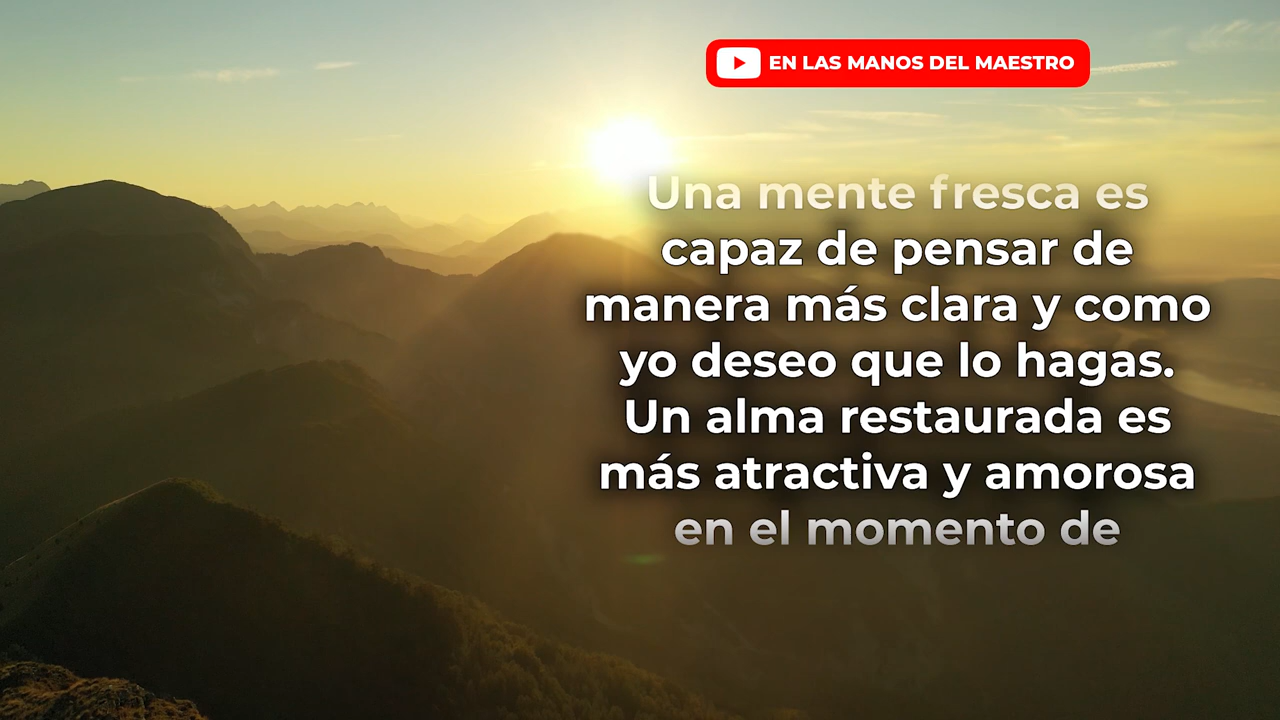 EN LAS MANOS DEL MAESTRO
Una mente fresca es
capaz de pensar de
manera más clara y como
yo deseo que lo hagas.
Un alma restaurada es
más atractiva y amorosa
en el momento de